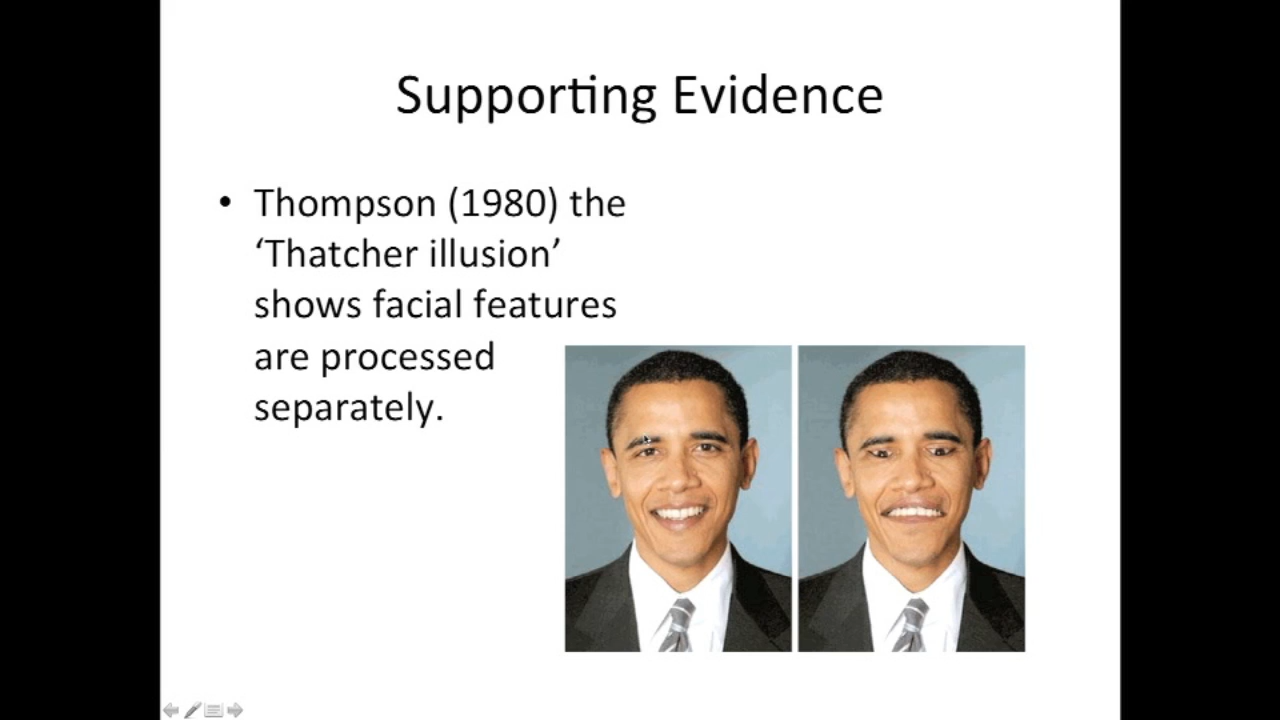 Supporting Evidence
• Thompson (1980) the
‘Thatcher illusion’
shows facial features
are processed
separately.